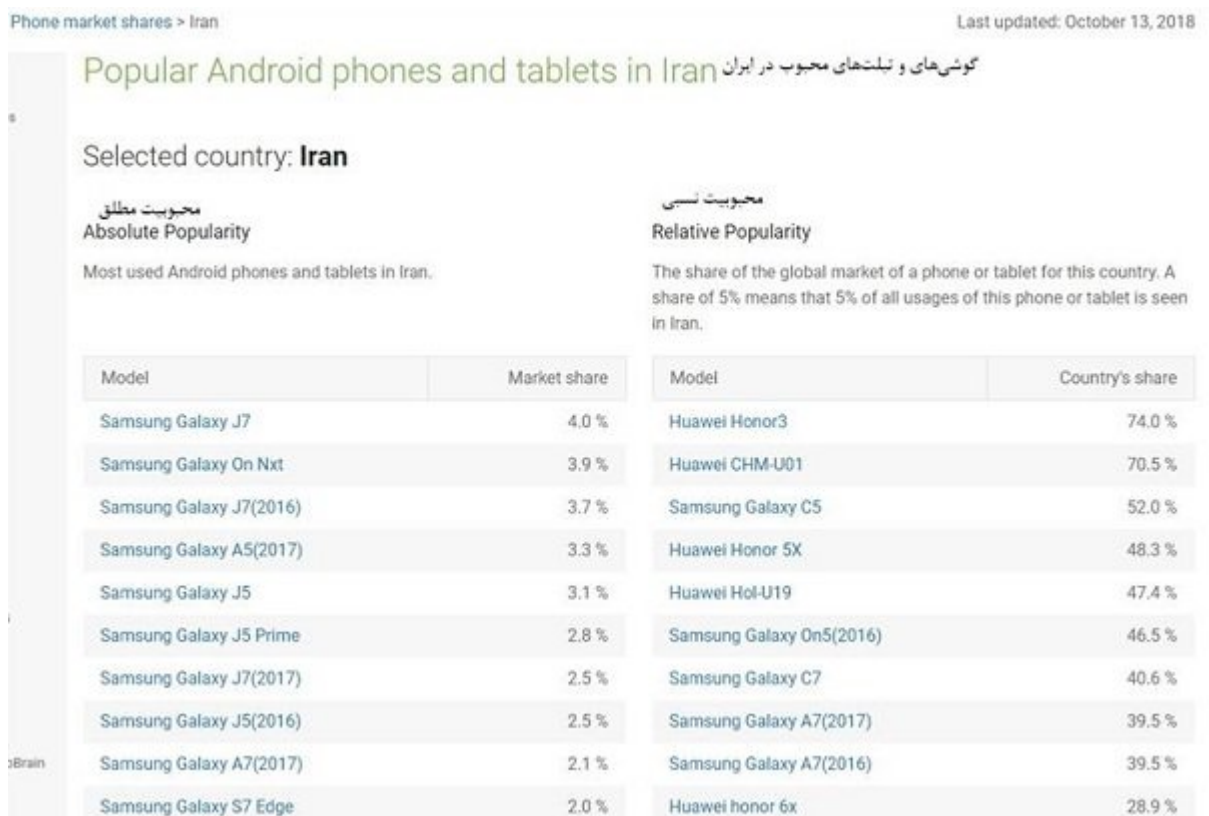 Phone market shares > Iran
Last updated: October 13, 2018
Popular Android phones and tablets in Iran گوشی‌های و تبلت‌های محبوب در ایران
Selected country: Iran
محبوبیت مطلق
Absolute Popularity
Most used Android phones and tablets in Iran.
محبوبیت نسبی
Relative Popularity
The share of the global market of a phone or tablet for this country. A
share of 5% means that 5% of all usages of this phone or tablet is seen
in Iran.
Model Market share
Samsung Galaxy J7 4.0 %
Samsung Galaxy On Nxt 3.9 %
Samsung Galaxy J7(2016) 3.7 %
Samsung Galaxy A5(2017) 3.3 %
Samsung Galaxy J5 3.1 %
Samsung Galaxy J5 Prime 2.8 %
Samsung Galaxy J7(2017) 2.5 %
Samsung Galaxy J5(2016) 2.5 %
Samsung Galaxy A7(2017) 2.1 %
Samsung Galaxy S7 Edge 2.0 %
Model Country's share
Huawei Honor3 74.0 %
Huawei CHM-U01 70.5 %
Samsung Galaxy C5 52.0 %
Huawei Honor 5X 48.3 %
Huawei Hol-U19 47.4 %
Samsung Galaxy On5(2016) 46.5 %
Samsung Galaxy C7 40.6 %
Samsung Galaxy A7(2017) 39.5 %
Samsung Galaxy A7(2016) 39.5 %
Huawei honor 6x 28.9 %